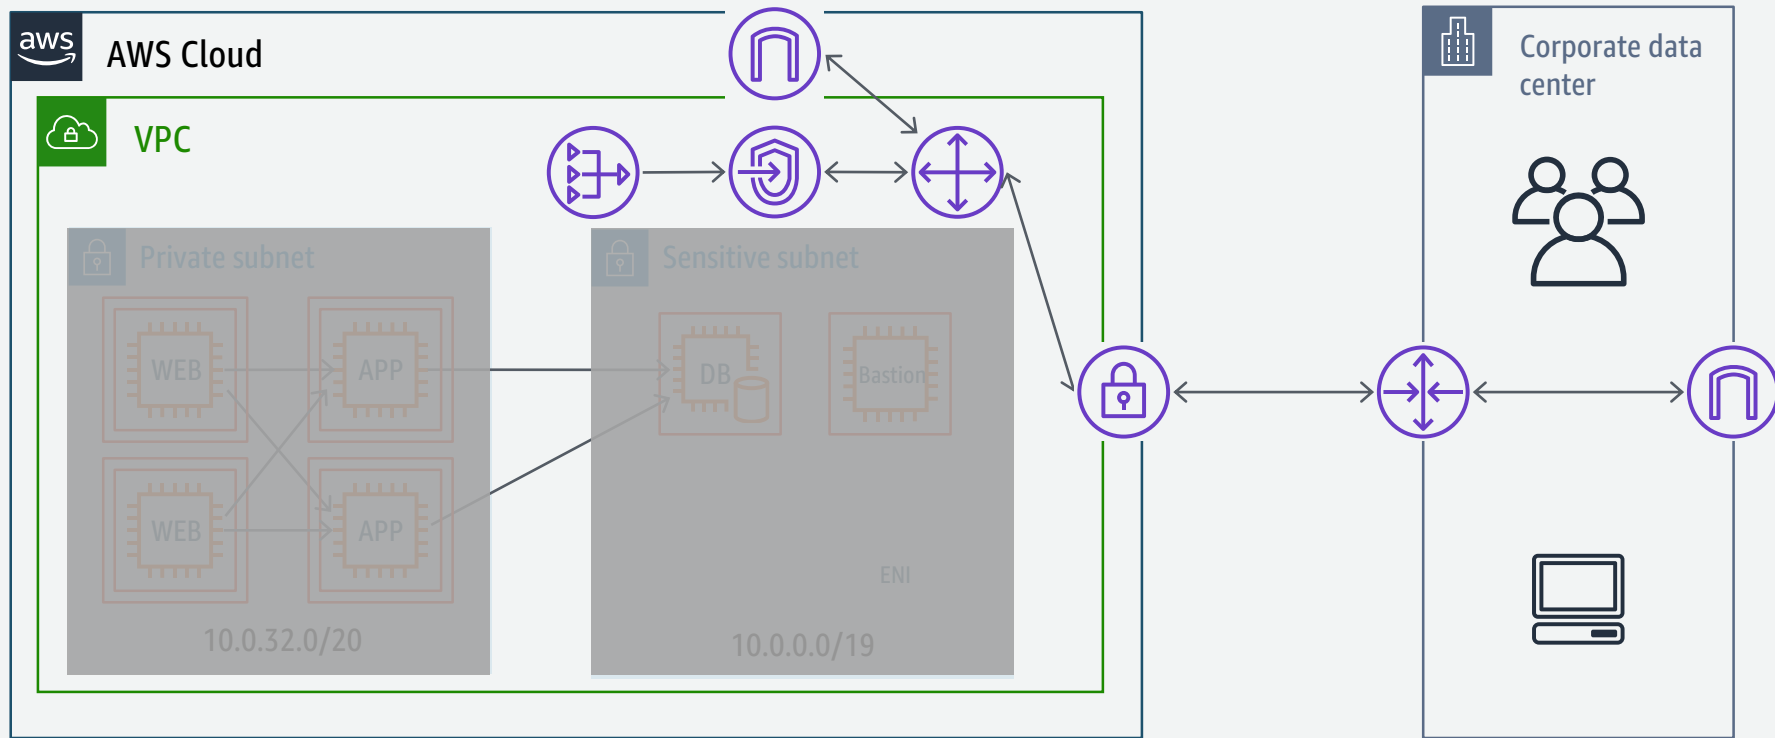 aws
AWS Cloud
VPC
Private subnet
WEB
APP
WEB
APP
10.0.32.0/20
Sensitive subnet
DB
Bastion
ENI
10.0.0.0/19
Corporate data
center